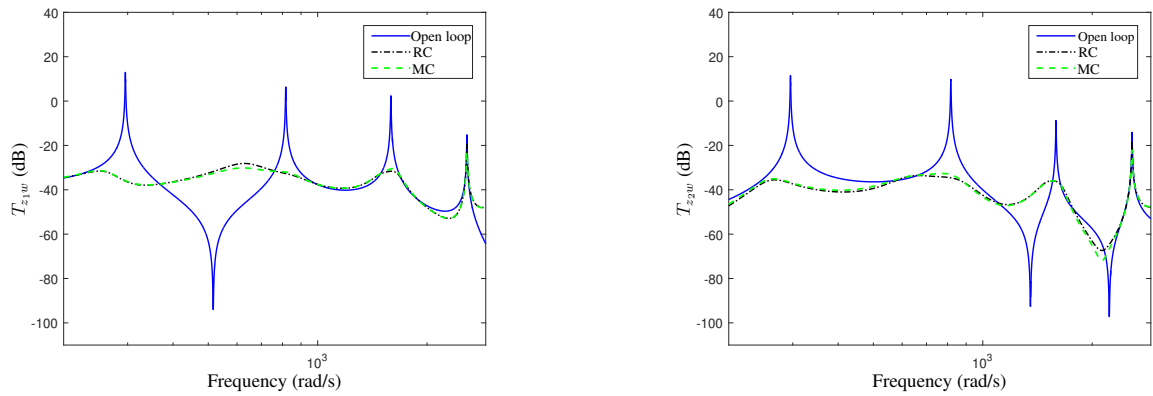 40
20
0
-20
-40
-60
-80
-100
T_{z_1w} (dB)
Open loop
RC
MC
10^3
Frequency (rad/s)
40
20
0
-20
-40
-60
-80
-100
T_{z_2w} (dB)
Open loop
RC
MC
10^3
Frequency (rad/s)